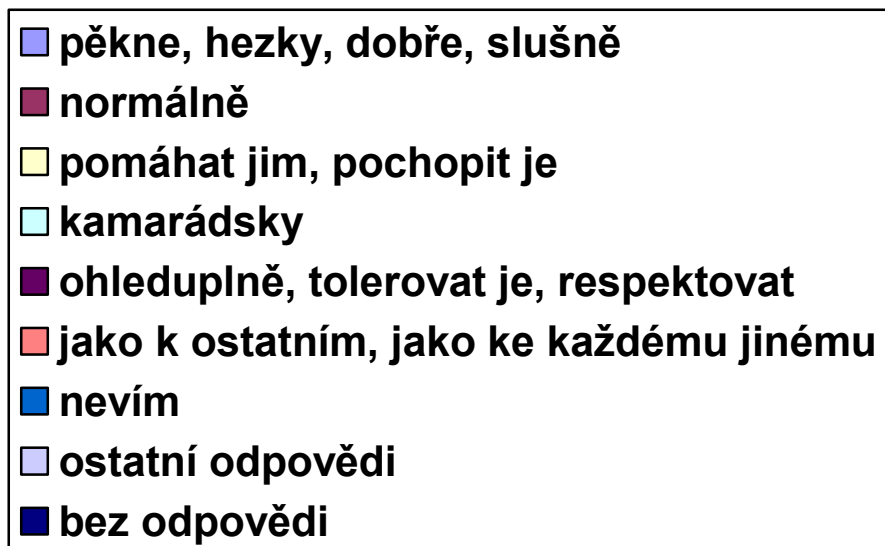 pěkne, hezky, dobře, slušně
normálně
pomáhat jim, pochopit je
kamarádsky
ohleduplně, tolerovat je, respektovat
jako k ostatním, jako ke každému jinému
nevím
ostatní odpovědi
bez odpovědi